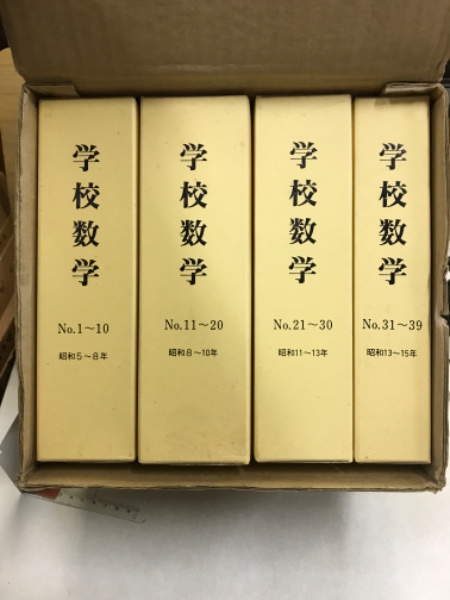 学校数学
No.1～10
昭和5～8年
学校数学
No.11～20
昭和8～10年
学校数学
No.21～30
昭和11～13年
学校数学
No.31～39
昭和13～15年